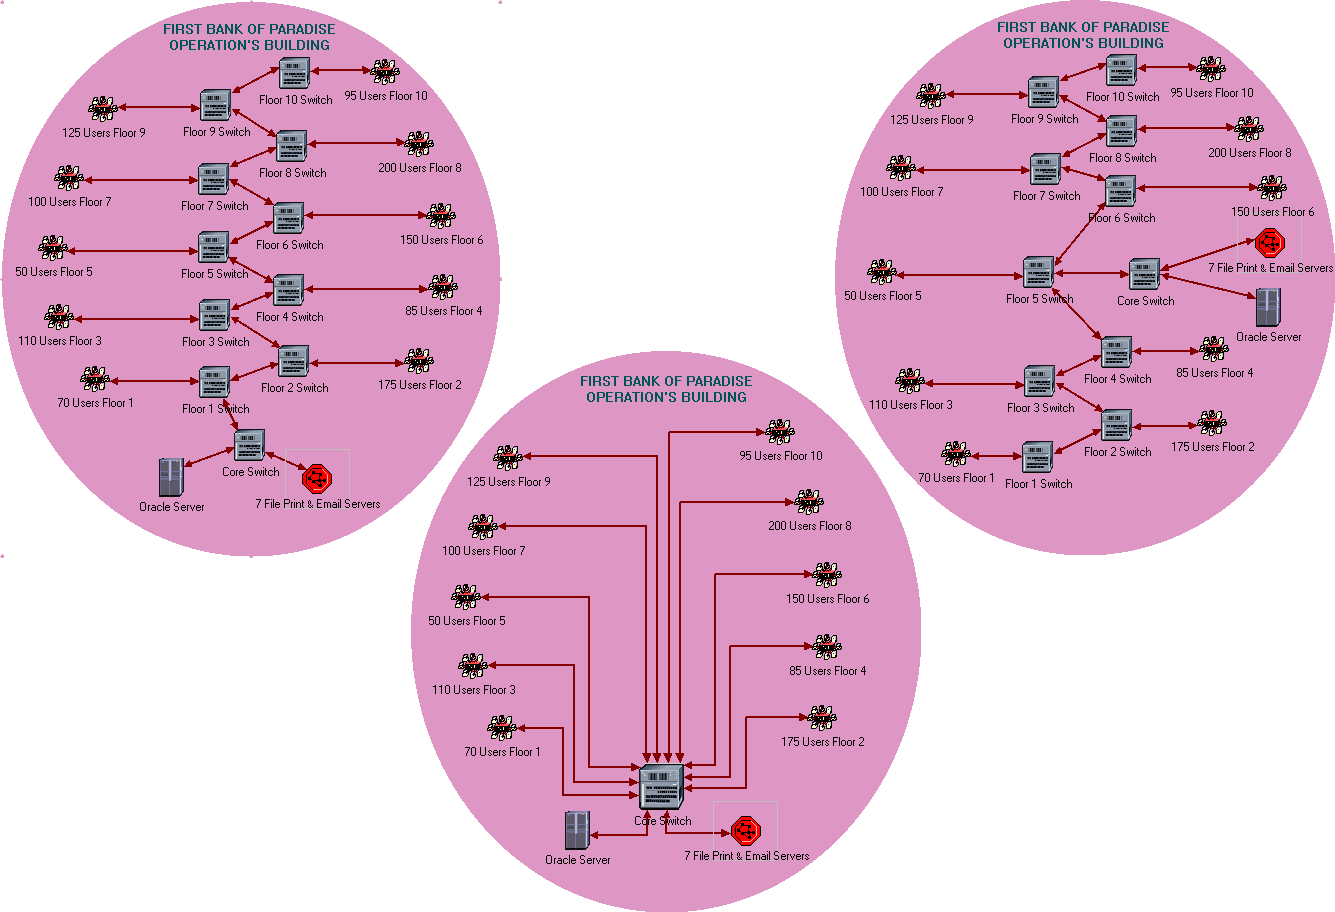 FIRST BANK OF PARADISE
OPERATION'S BUILDING
Floor 10 Switch
95 Users Floor 10
125 Users Floor 9
Floor 9 Switch
Floor 8 Switch
200 Users Floor 8
100 Users Floor 7
Floor 7 Switch
Floor 6 Switch
150 Users Floor 6
50 Users Floor 5
Floor 5 Switch
Floor 4 Switch
85 Users Floor 4
110 Users Floor 3
Floor 3 Switch
Floor 2 Switch
175 Users Floor 2
70 Users Floor 1
Floor 1 Switch
Core Switch
Oracle Server
7 File Print & Email Servers
FIRST BANK OF PARADISE
OPERATION'S BUILDING
95 Users Floor 10
125 Users Floor 9
200 Users Floor 8
100 Users Floor 7
150 Users Floor 6
50 Users Floor 5
85 Users Floor 4
110 Users Floor 3
175 Users Floor 2
70 Users Floor 1
Core Switch
Oracle Server
7 File Print & Email Servers
FIRST BANK OF PARADISE
OPERATION'S BUILDING
Floor 10 Switch
95 Users Floor 10
125 Users Floor 9
Floor 9 Switch
Floor 8 Switch
200 Users Floor 8
100 Users Floor 7
Floor 7 Switch
Floor 6 Switch
150 Users Floor 6
7 File Print & Email Servers
50 Users Floor 5
Floor 5 Switch
Core Switch
Oracle Server
Floor 4 Switch
85 Users Floor 4
110 Users Floor 3
Floor 3 Switch
Floor 2 Switch
175 Users Floor 2
70 Users Floor 1
Floor 1 Switch